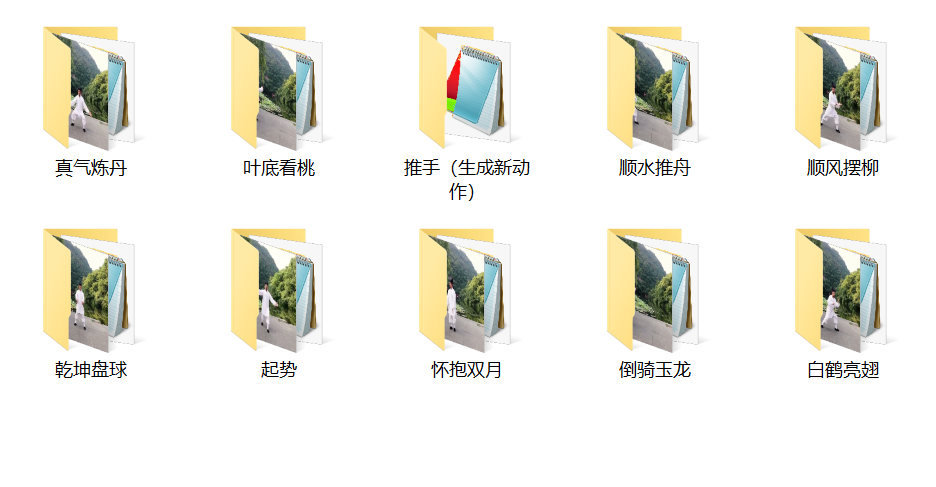 真气炼丹
叶底看桃
推手（生成新动
作）
顺水推舟
顺风摆柳
乾坤盘球
起势
怀抱双月
倒骑玉龙
白鹤亮翅